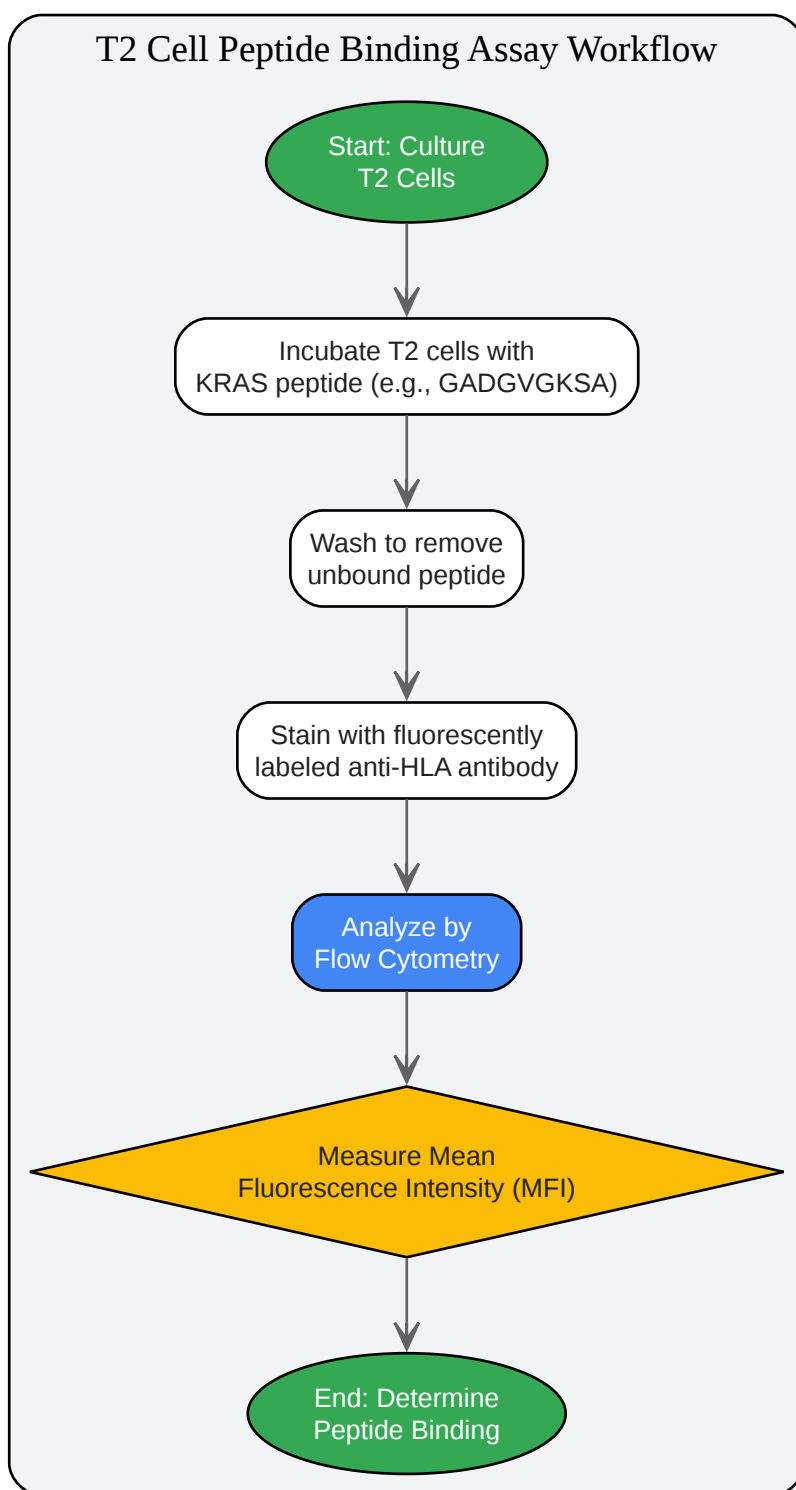 T2 Cell Peptide Binding Assay Workflow
Start: Culture
T2 Cells
Incubate T2 cells with
KRAS peptide (e.g., GADGVGKSA)
Wash to remove
unbound peptide
Stain with fluorescently
labeled anti-HLA antibody
Analyze by
Flow Cytometry
Measure Mean
Fluorescence Intensity (MFI)
End: Determine
Peptide Binding